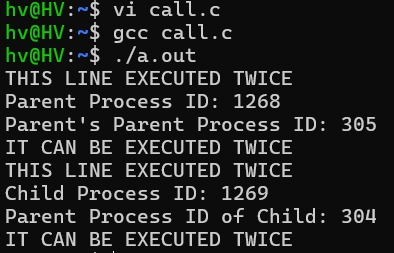 hv@HV:~$ vi call.c
hv@HV:~$ gcc call.c
hv@HV:~$ ./a.out
THIS LINE EXECUTED TWICE
Parent Process ID: 1268
Parent's Parent Process ID: 305
IT CAN BE EXECUTED TWICE
THIS LINE EXECUTED TWICE
Child Process ID: 1269
Parent Process ID of Child: 304
IT CAN BE EXECUTED TWICE